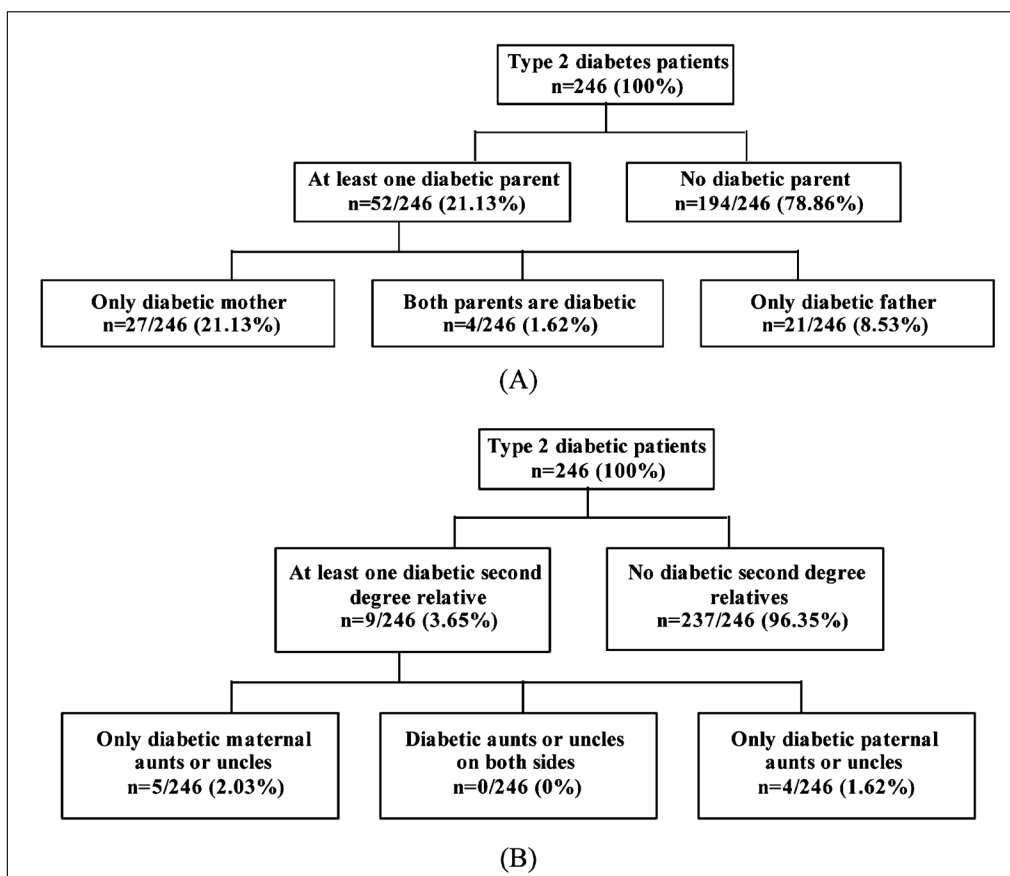 Type 2 diabetes patients
n=246 (100%)
At least one diabetic parent
n=52/246 (21.13%)
No diabetic parent
n=194/246 (78.86%)
Only diabetic mother
n=27/246 (21.13%)
Both parents are diabetic
n=4/246 (1.62%)
Only diabetic father
n=21/246 (8.53%)
(A)
Type 2 diabetic patients
n=246 (100%)
At least one diabetic second
degree relative
n=9/246 (3.65%)
No diabetic second degree
relatives
n=237/246 (96.35%)
Only diabetic maternal
aunts or uncles
n=5/246 (2.03%)
Diabetic aunts or uncles
on both sides
n=0/246 (0%)
Only diabetic paternal
aunts or uncles
n=4/246 (1.62%)
(B)